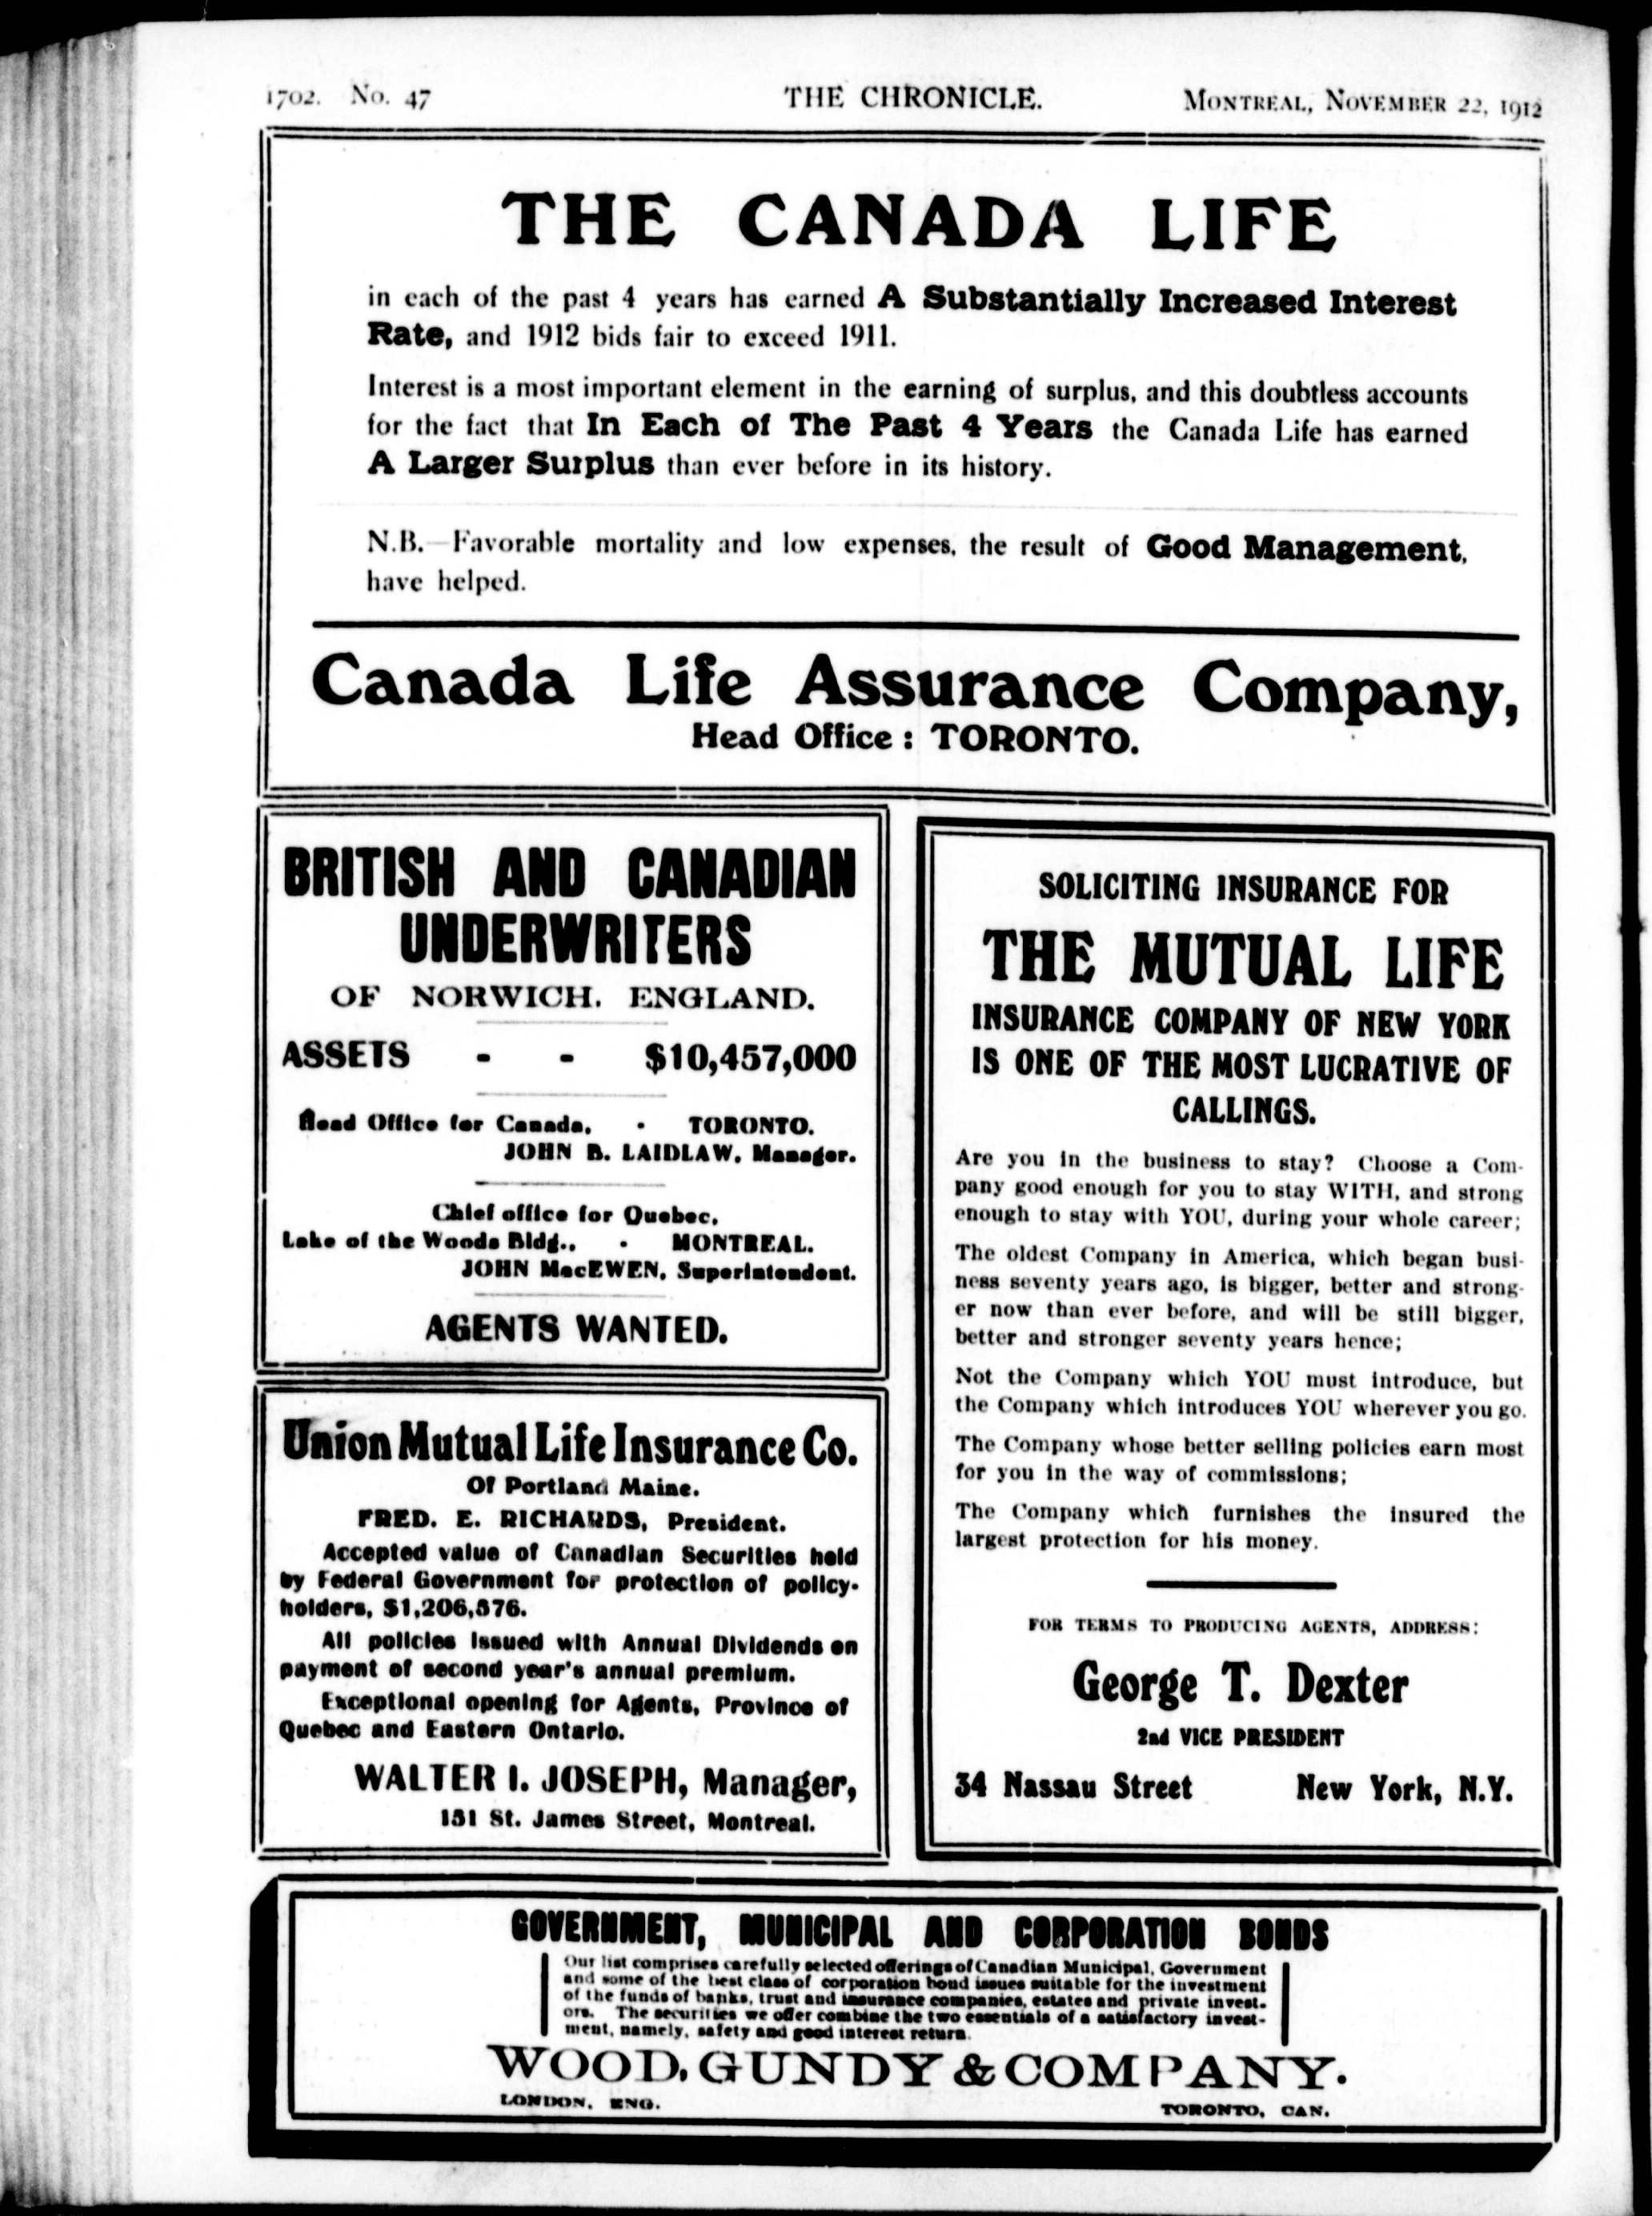 1702. No. 47 THE CHRONICLE. MONTREAL, NOVEMBER 22, 1912
THE CANADA LIFE
in each of the past 4 years has earned A Substantially Increased Interest
Rate, and 1912 bids fair to exceed 1911.
Interest is a most important element in the earning of surplus, and this doubtless accounts
for the fact that In Each of The Past 4 Years the Canada Life has earned
A Larger Surplus than ever before in its history.
N.B.—Favorable mortality and low expenses, the result of Good Management,
have helped.
Canada Life Assurance Company,
Head Office: TORONTO.
BRITISH AND CANADIAN
UNDERWRITERS
OF NORWICH, ENGLAND.
ASSETS - - $10,457,000
Head Office for Canada, - TORONTO.
JOHN B. LAIDLAW, Manager.
Chief office for Quebec,
Lake of the Woods Bldg., - MONTREAL.
JOHN MacEWEN, Superintendent.
AGENTS WANTED.
Union Mutual Life Insurance Co.
Of Portland Maine.
FRED. E. RICHARDS, President.
Accepted value of Canadian Securities held
by Federal Government for protection of policy-
holders, $1,206,576.
All policies issued with Annual Dividends on
payment of second year's annual premium.
Exceptional opening for Agents, Province of
Quebec and Eastern Ontario.
WALTER I. JOSEPH, Manager,
151 St. James Street, Montreal.
SOLICITING INSURANCE FOR
THE MUTUAL LIFE
INSURANCE COMPANY OF NEW YORK
IS ONE OF THE MOST LUCRATIVE OF
CALLINGS.
Are you in the business to stay? Choose a Com-
pany good enough for you to stay WITH, and strong
enough to stay with YOU, during your whole career;
The oldest Company in America, which began busi-
ness seventy years ago, is bigger, better and strong-
er now than ever before, and will be still bigger,
better and stronger seventy years hence;
Not the Company which YOU must introduce, but
the Company which introduces YOU wherever you go.
The Company whose better selling policies earn most
for you in the way of commissions;
The Company which furnishes the insured the
largest protection for his money.
FOR TERMS TO PRODUCING AGENTS, ADDRESS:
George T. Dexter
2nd VICE PRESIDENT
34 Nassau Street New York, N.Y.
GOVERNMENT, MUNICIPAL AND CORPORATION BONDS
Our list comprises carefully selected offerings of Canadian Municipal, Government
and some of the best class of corporation bond issues suitable for the investment
of the funds of banks, trust and insurance companies, estates and private invest-
ors. The securities we offer combine the two essentials of a satisfactory invest-
ment, namely, safety and good interest return.
WOOD, GUNDY & COMPANY.
LONDON, ENG. TORONTO, CAN.